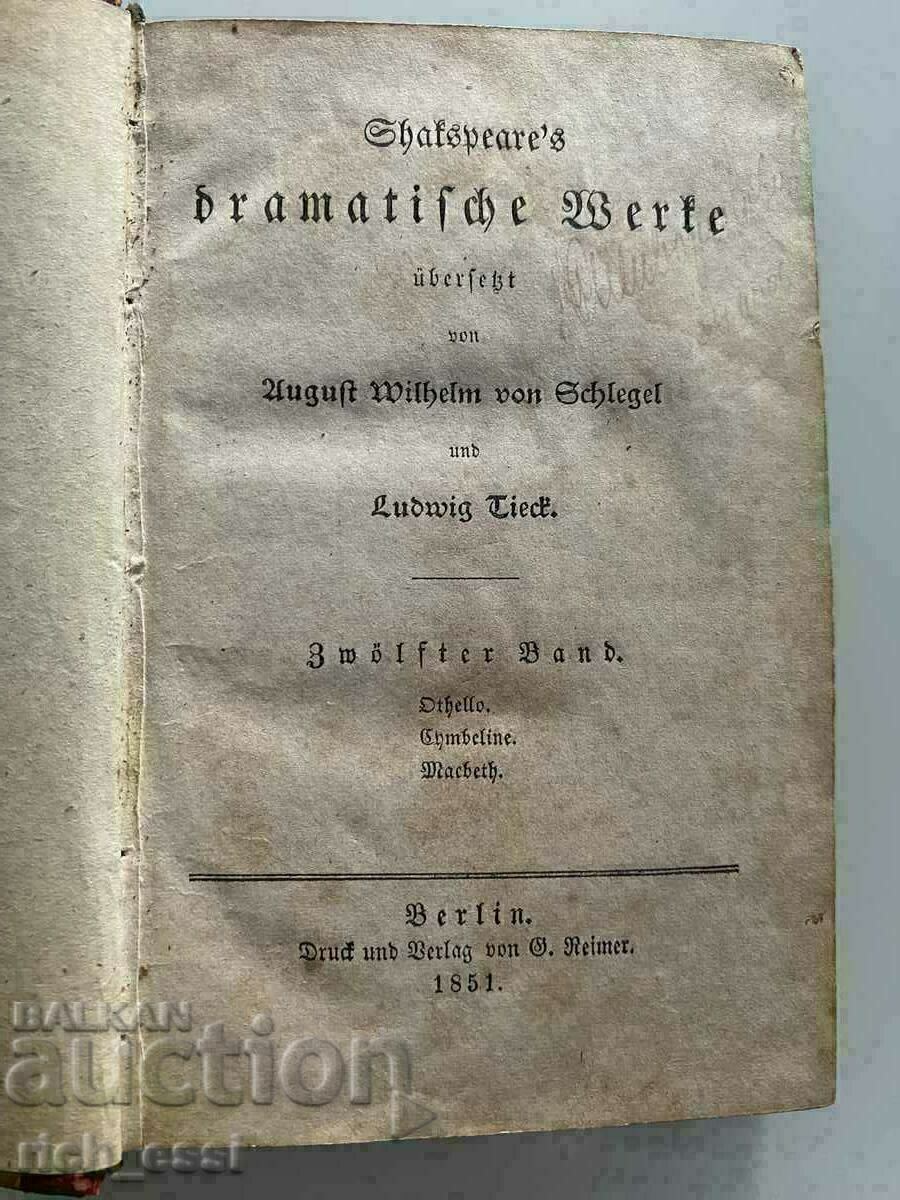 Shakspeare's
dramatiſche Werke
überſetzt
von
Auguſt Wilhelm von Schlegel
und
Ludwig Tieck.
Zwölfter Band.
Othello.
Cymbeline.
Macbeth.
Berlin.
Druck und Verlag von G. Reimer.
1851.
BALKAN
auction
rich_essi